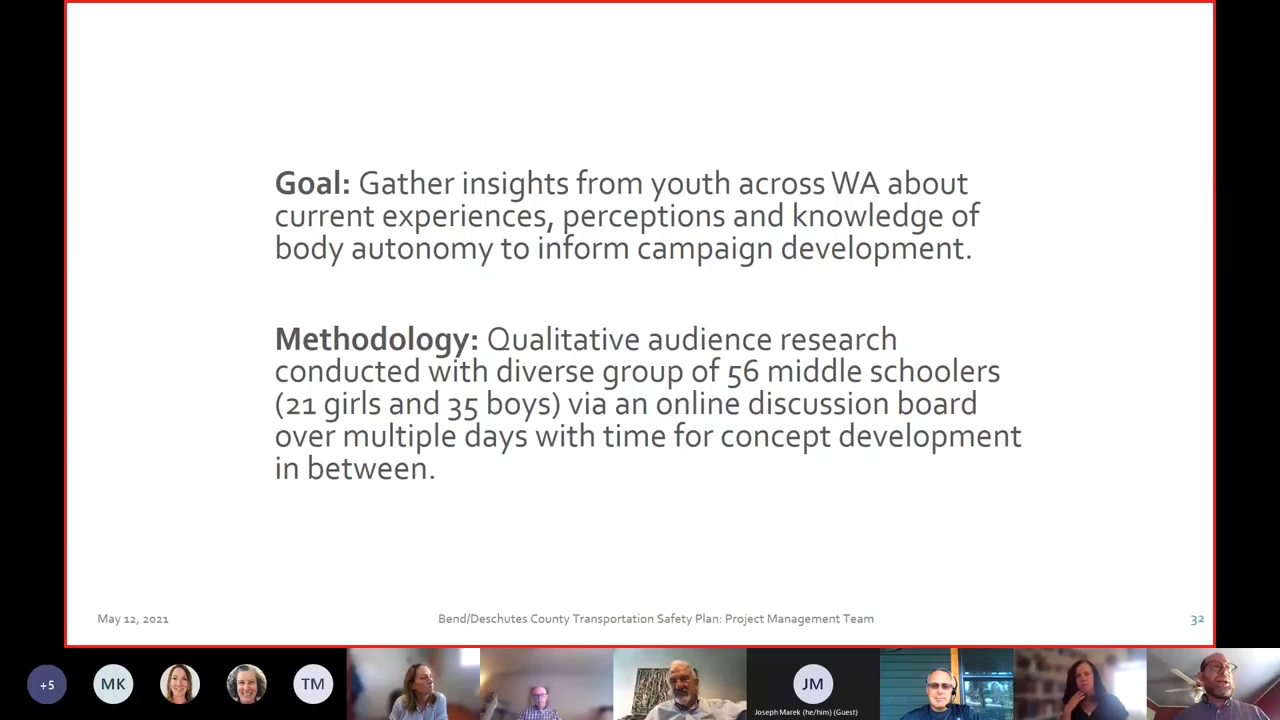 Goal: Gather insights from youth across WA about
current experiences, perceptions and knowledge of
body autonomy to inform campaign development.
Methodology: Qualitative audience research
conducted with diverse group of 56 middle schoolers
(21 girls and 35 boys) via an online discussion board
over multiple days with time for concept development
in between.
May 12, 2021
Bend/Deschutes County Transportation Safety Plan: Project Management Team
32
+5
MK
TM
JM
Joseph Marek (he/him) (Guest)